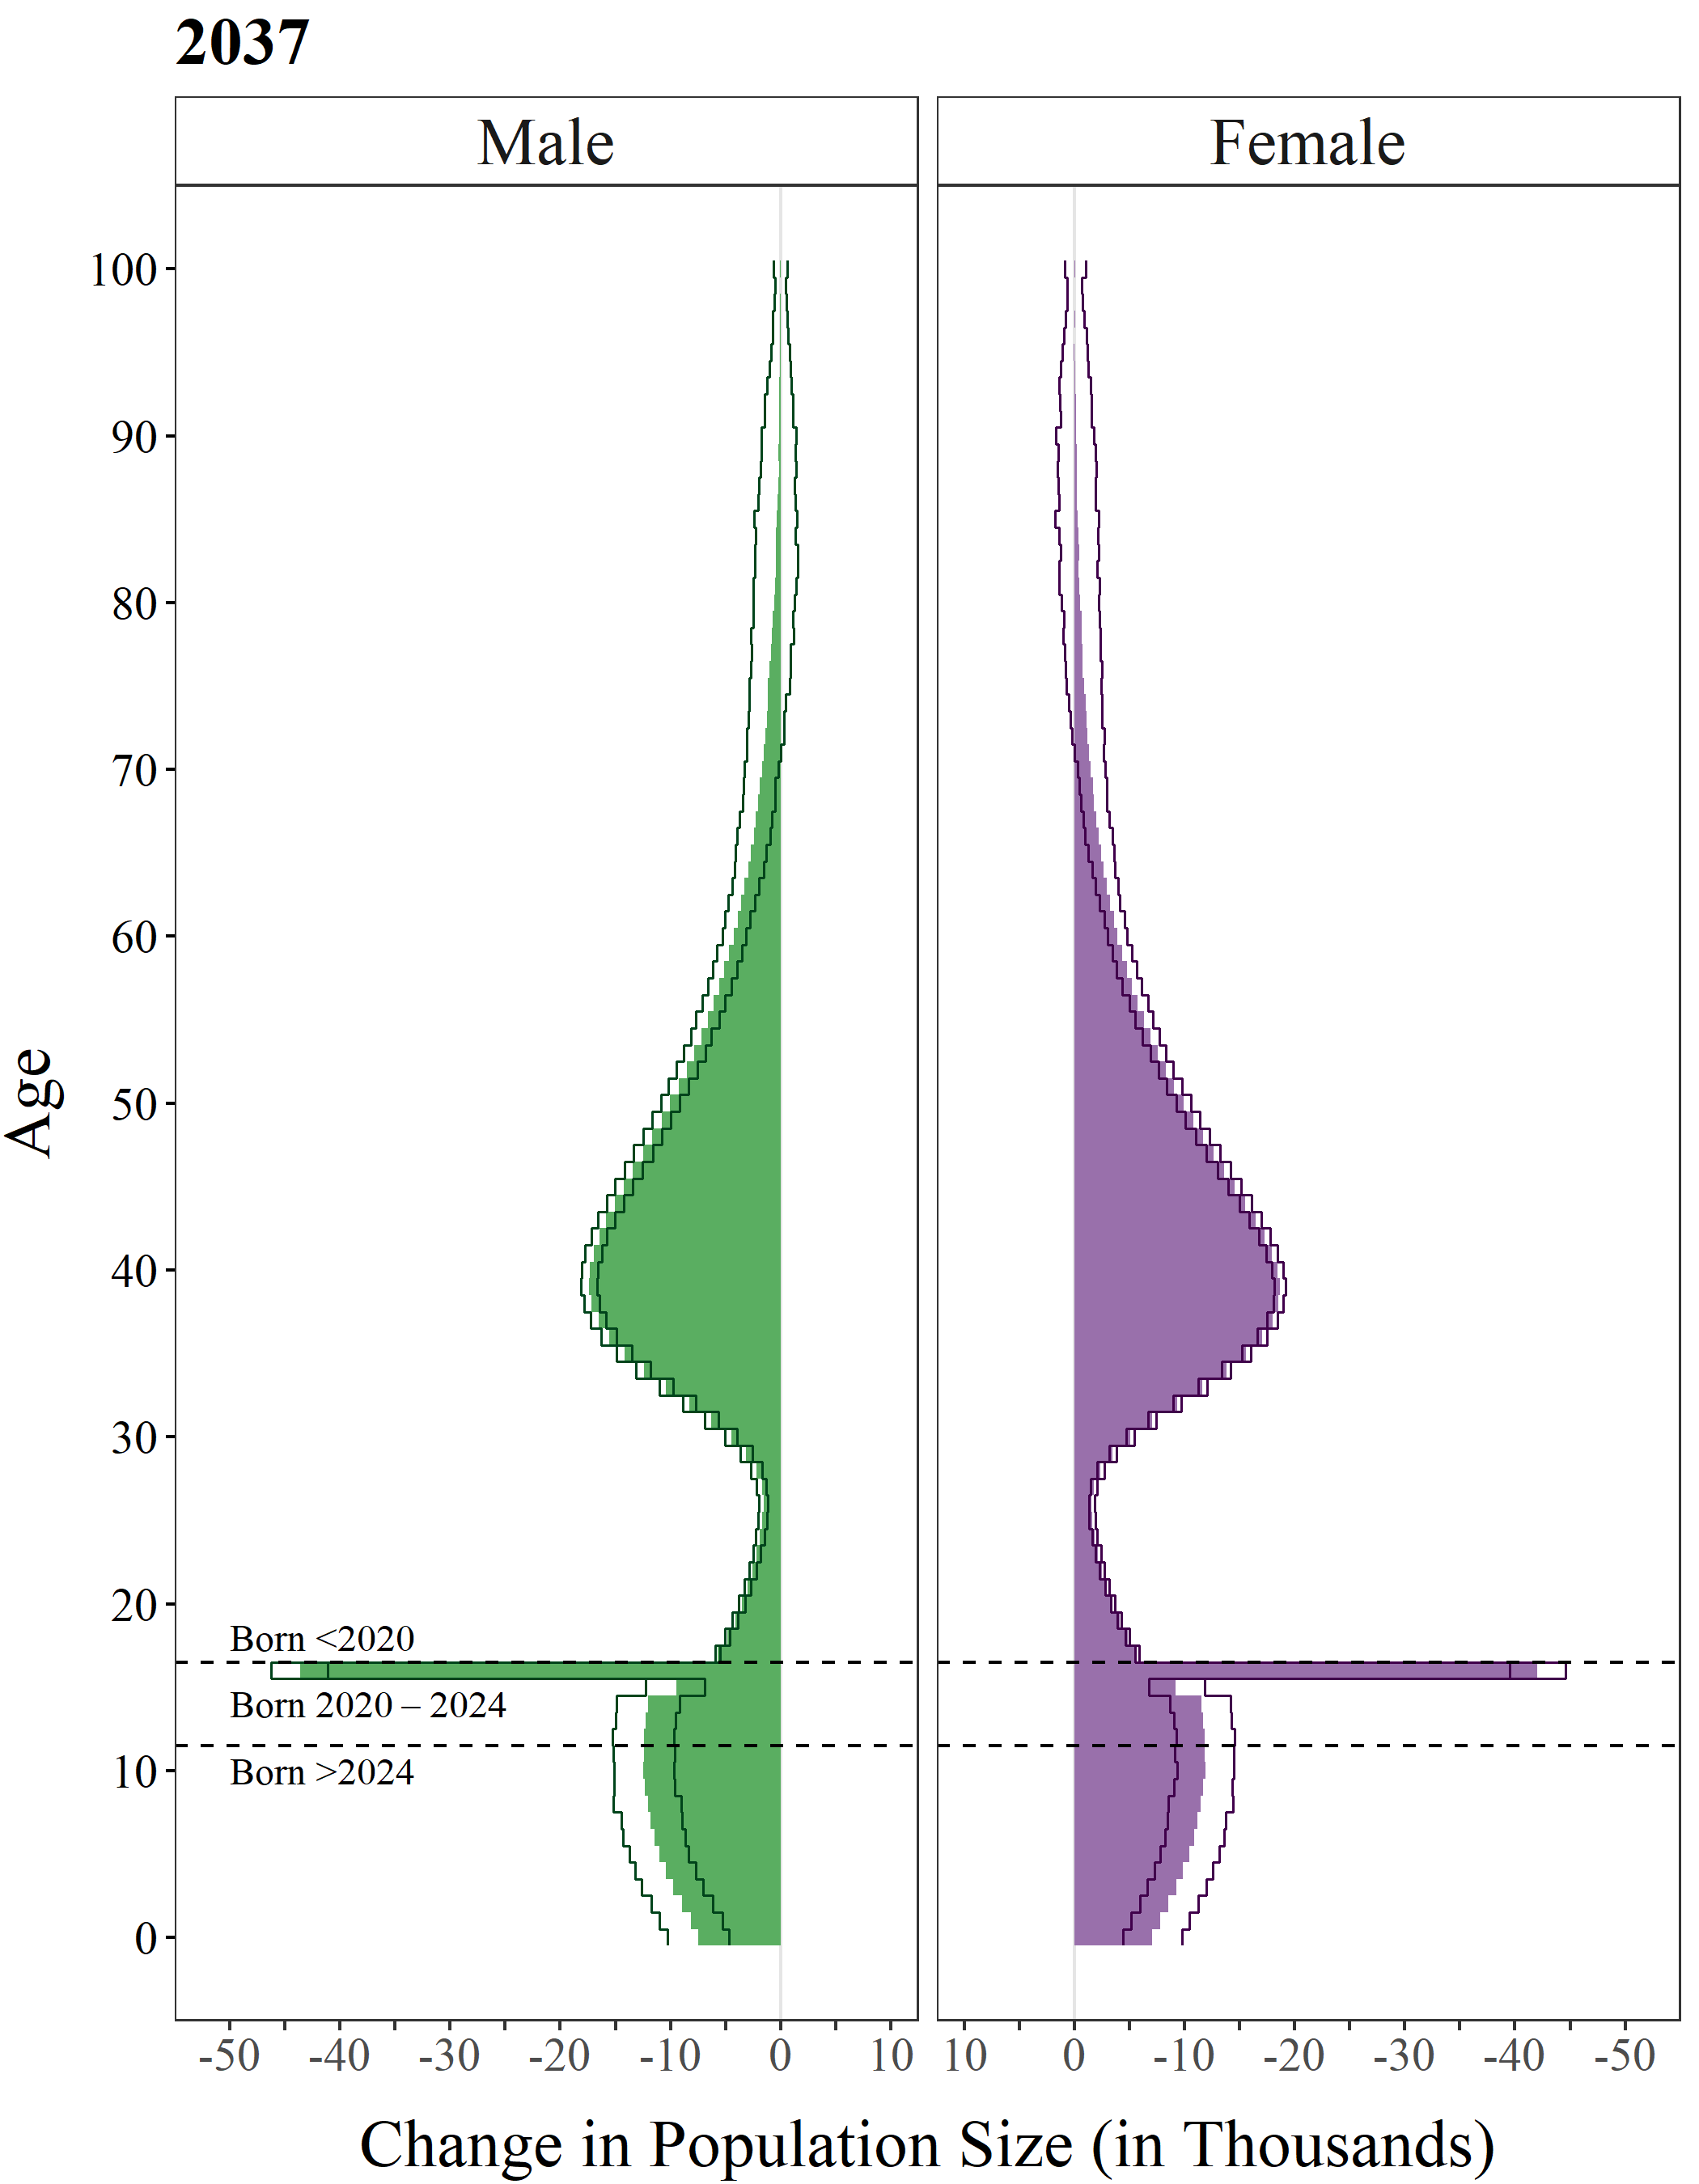 2037
Male
Female
100
90
80
70
60
50
40
30
20
10
0
Age
Born <2020
Born 2020 – 2024
Born >2024
-50 -40 -30 -20 -10 0 10
10 0 -10 -20 -30 -40 -50
Change in Population Size (in Thousands)